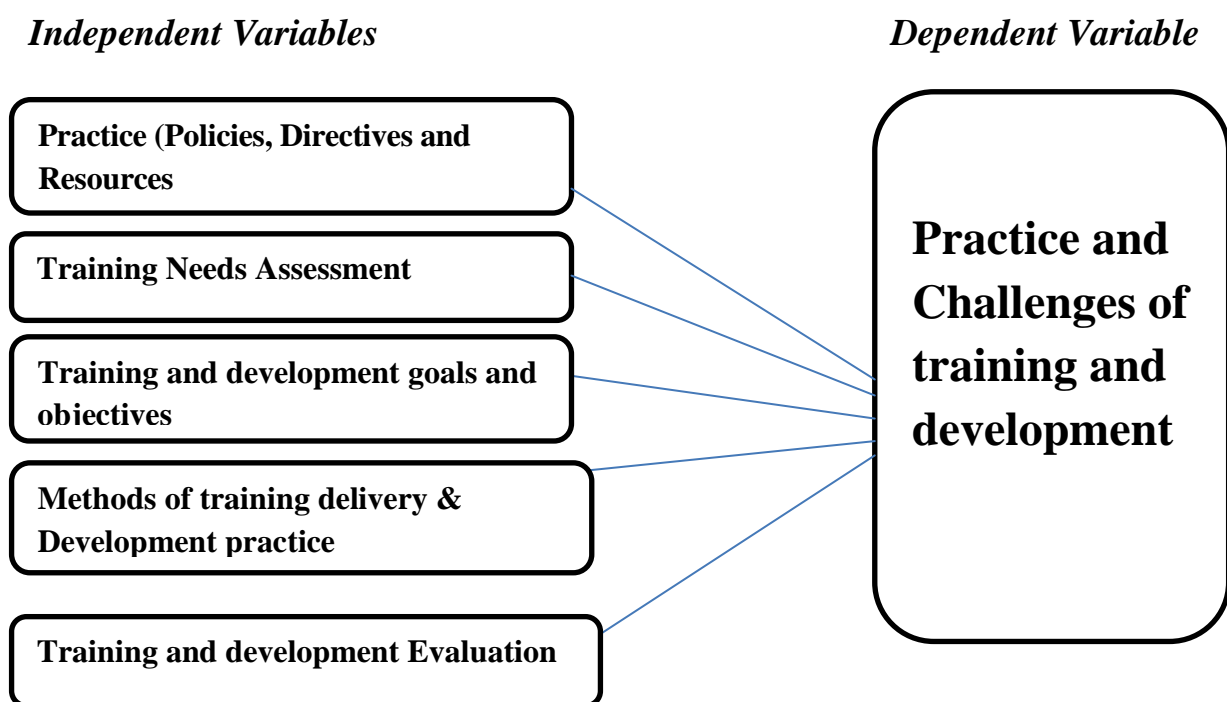 Independent Variables
Dependent Variable
Practice (Policies, Directives and
Resources
Training Needs Assessment
Training and development goals and
objectives
Methods of training delivery &
Development practice
Training and development Evaluation
Practice and
Challenges of
training and
development